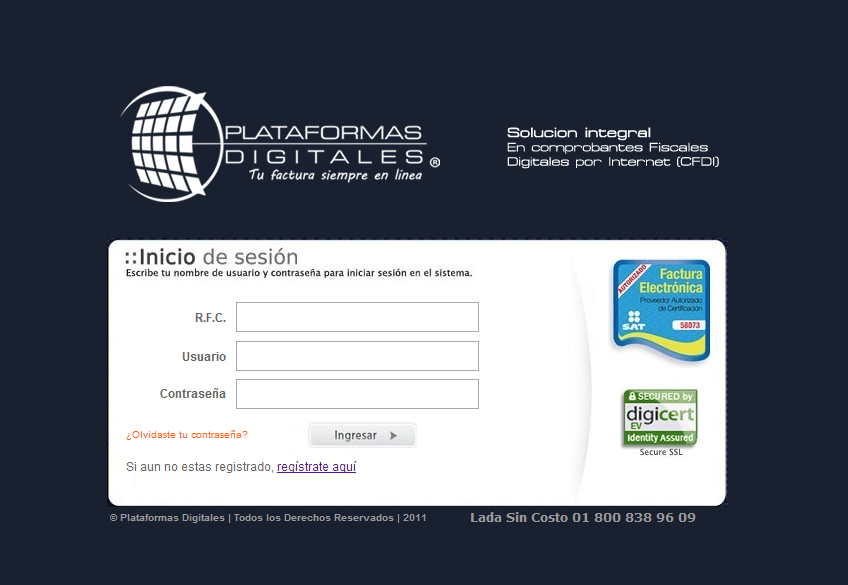 PLATAFORMAS
DIGITALES ®
Tu factura siempre en línea
Solucion integral
En comprobantes Fiscales
Digitales por Internet (CFDI)
::Inicio de sesión
Escribe tu nombre de usuario y contraseña para iniciar sesión en el sistema.
R.F.C.
Usuario
Contraseña
¿Olvidaste tu contraseña?
Ingresar
Si aun no estas registrado, regístrate aquí
AUTORIZADO
Factura
Electrónica
Proveedor Autorizado
de Certificación
SAT
58073
SECURED by
digicert
EV
Identity Assured
Secure SSL
© Plataformas Digitales | Todos los Derechos Reservados | 2011
Lada Sin Costo 01 800 838 96 09